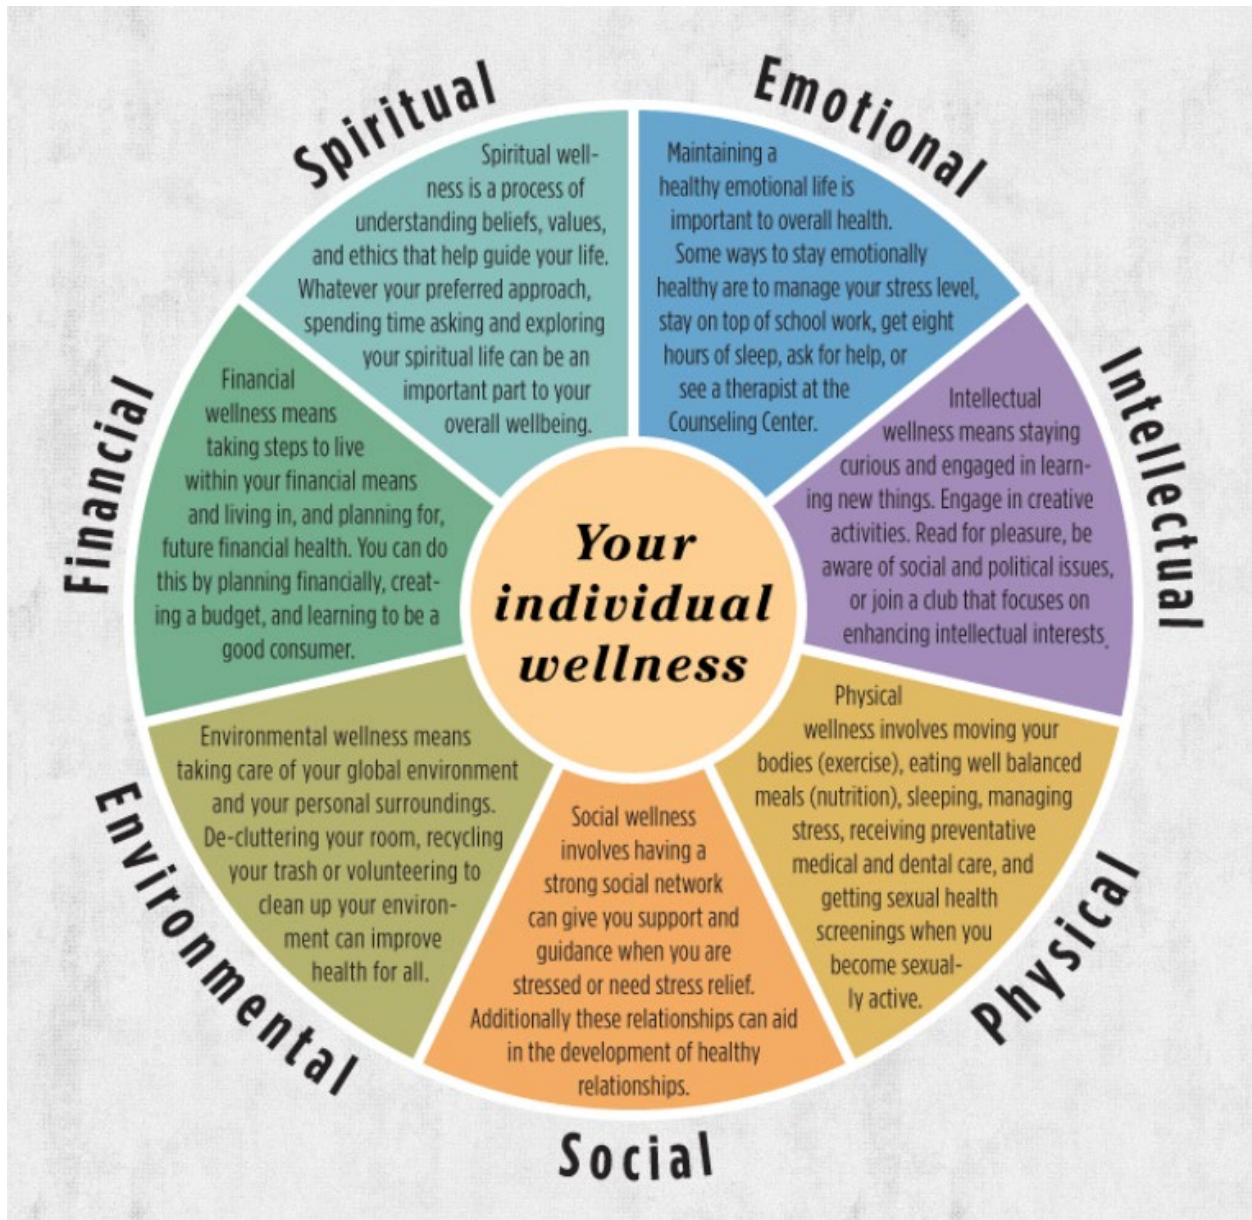 Spiritual
Spiritual well-
ness is a process of
understanding beliefs, values,
and ethics that help guide your life.
Whatever your preferred approach,
spending time asking and exploring
your spiritual life can be an
important part to your
overall wellbeing.
Emotional
Maintaining a
healthy emotional life is
important to overall health.
Some ways to stay emotionally
healthy are to manage your stress level,
stay on top of school work, get eight
hours of sleep, ask for help, or
see a therapist at the
Counseling Center.
Intellectual
Intellectual
wellness means staying
curious and engaged in learn-
ing new things. Engage in creative
activities. Read for pleasure, be
aware of social and political issues,
or join a club that focuses on
enhancing intellectual interests.
Physical
Physical
wellness involves moving your
bodies (exercise), eating well balanced
meals (nutrition), sleeping, managing
stress, receiving preventative
medical and dental care, and
getting sexual health
screenings when you
become sexual-
ly active.
Social
Social wellness
involves having a
strong social network
can give you support and
guidance when you are
stressed or need stress relief.
Additionally these relationships can aid
in the development of healthy
relationships.
Environmental
Environmental wellness means
taking care of your global environment
and your personal surroundings.
De-cluttering your room, recycling
your trash or volunteering to
clean up your environ-
ment can improve
health for all.
Financial
Financial
wellness means
taking steps to live
within your financial means
and living in, and planning for,
future financial health. You can do
this by planning financially, creat-
ing a budget, and learning to be a
good consumer.
Your
individual
wellness